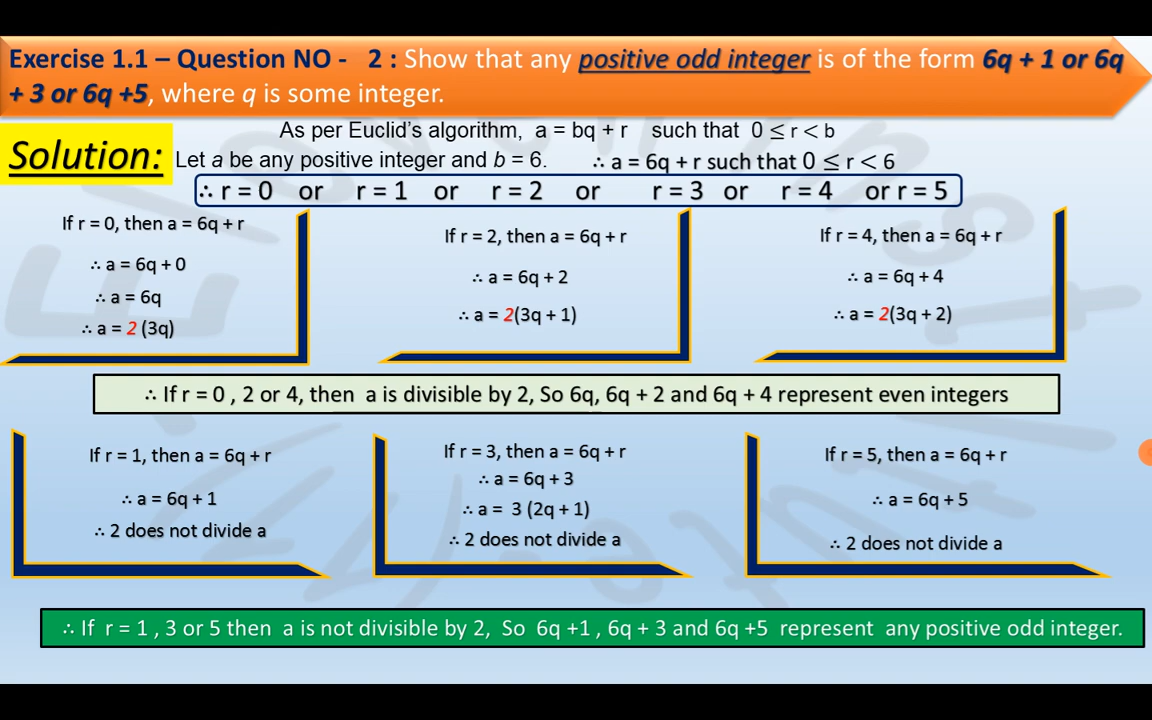 Exercise 1.1 – Question NO - 2 : Show that any positive odd integer is of the form 6q + 1 or 6q
+ 3 or 6q +5, where q is some integer.
Solution:
As per Euclid's algorithm, a = bq + r such that 0 ≤ r < b
Let a be any positive integer and b = 6. ∴ a = 6q + r such that 0 ≤ r < 6
∴ r = 0 or r = 1 or r = 2 or r = 3 or r = 4 or r = 5
If r = 0, then a = 6q + r
∴ a = 6q + 0
∴ a = 6q
∴ a = 2 (3q)
If r = 2, then a = 6q + r
∴ a = 6q + 2
∴ a = 2(3q + 1)
If r = 4, then a = 6q + r
∴ a = 6q + 4
∴ a = 2(3q + 2)
∴ If r = 0 , 2 or 4, then a is divisible by 2, So 6q, 6q + 2 and 6q + 4 represent even integers
If r = 1, then a = 6q + r
∴ a = 6q + 1
∴ 2 does not divide a
If r = 3, then a = 6q + r
∴ a = 6q + 3
∴ a = 3 (2q + 1)
∴ 2 does not divide a
If r = 5, then a = 6q + r
∴ a = 6q + 5
∴ 2 does not divide a
∴ If r = 1 , 3 or 5 then a is not divisible by 2, So 6q +1 , 6q + 3 and 6q +5 represent any positive odd integer.